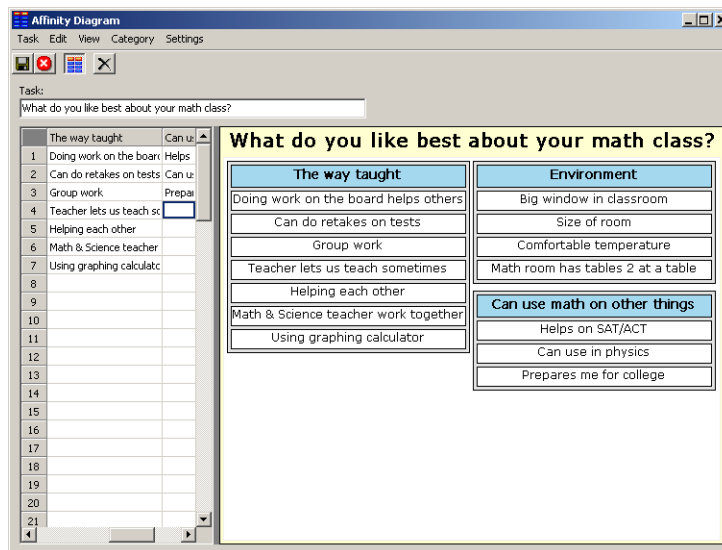 Affinity Diagram
Task Edit View Category Settings
Task:
What do you like best about your math class?
The way taught Can u
1 Doing work on the board Helps
2 Can do retakes on tests Can u
3 Group work Prepar
4 Teacher lets us teach so
5 Helping each other
6 Math & Science teacher
7 Using graphing calculato
8
9
10
11
12
13
14
15
16
17
18
19
20
21
What do you like best about your math class?
The way taught
Doing work on the board helps others
Can do retakes on tests
Group work
Teacher lets us teach sometimes
Helping each other
Math & Science teacher work together
Using graphing calculator
Environment
Big window in classroom
Size of room
Comfortable temperature
Math room has tables 2 at a table
Can use math on other things
Helps on SAT/ACT
Can use in physics
Prepares me for college